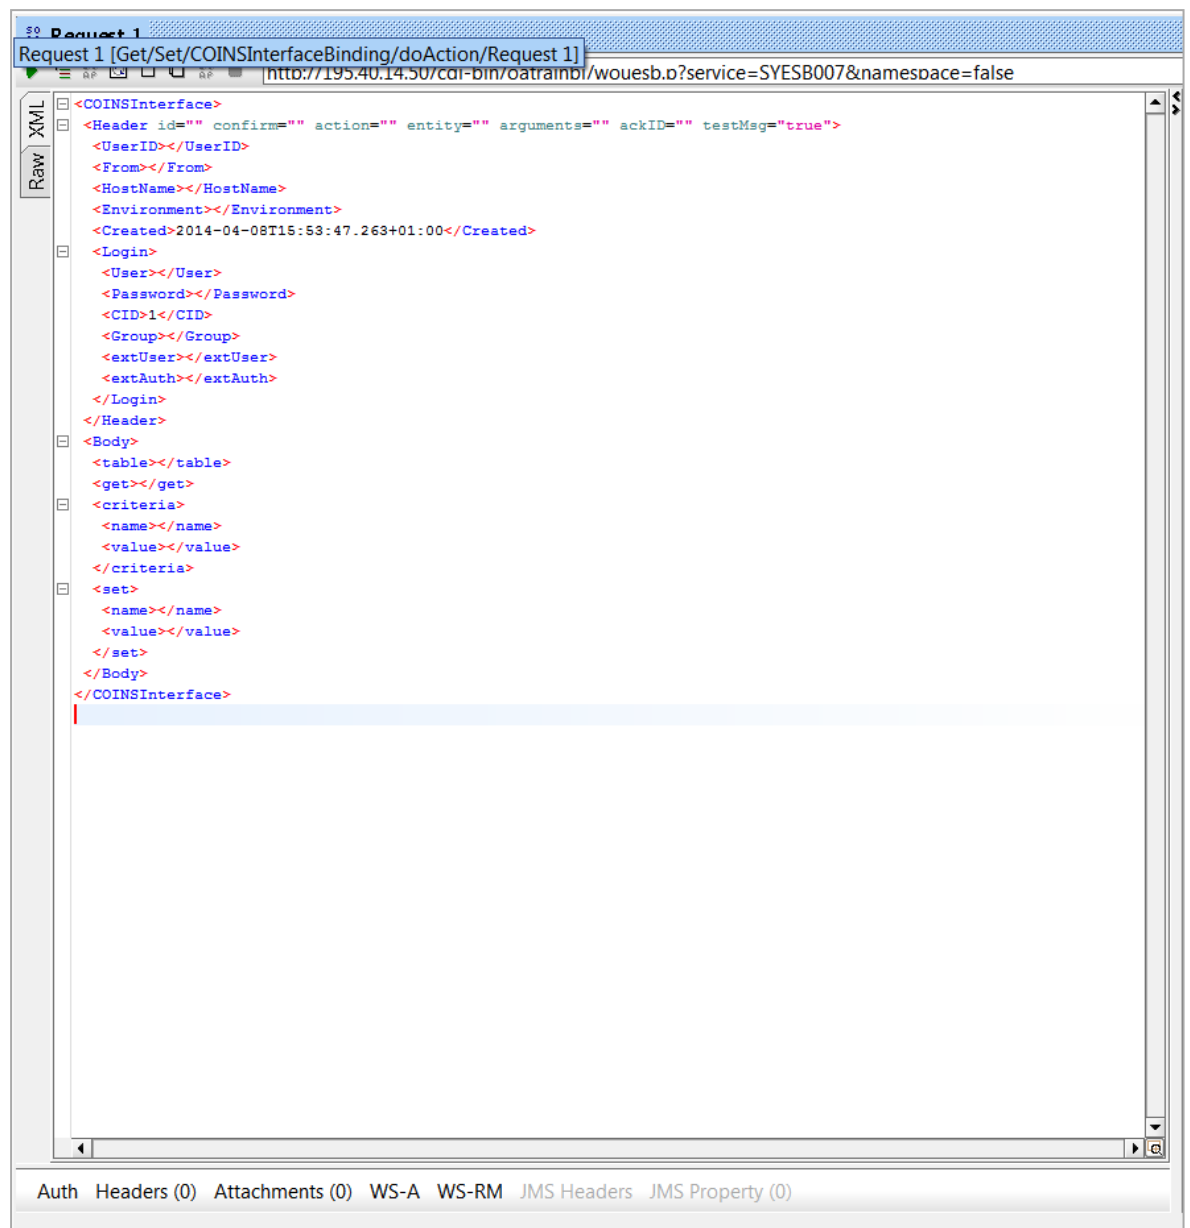 Request 1
Request 1 [Get/Set/COINSInterfaceBinding/doAction/Request 1]
http://195.40.14.50/cgi-bin/oatrainbf/wouesb.p?service=SYESB007&namespace=false
XML
Raw
<COINSInterface>
<Header id="" confirm="" action="" entity="" arguments="" ackID="" testMsg="true">
<UserID></UserID>
<From></From>
<HostName></HostName>
<Environment></Environment>
<Created>2014-04-08T15:53:47.263+01:00</Created>
<Login>
<User></User>
<Password></Password>
<CID>1</CID>
<Group></Group>
<extUser></extUser>
<extAuth></extAuth>
</Login>
</Header>
<Body>
<table></table>
<get></get>
<criteria>
<name></name>
<value></value>
</criteria>
<set>
<name></name>
<value></value>
</set>
</Body>
</COINSInterface>
Auth Headers (0) Attachments (0) WS-A WS-RM JMS Headers JMS Property (0)